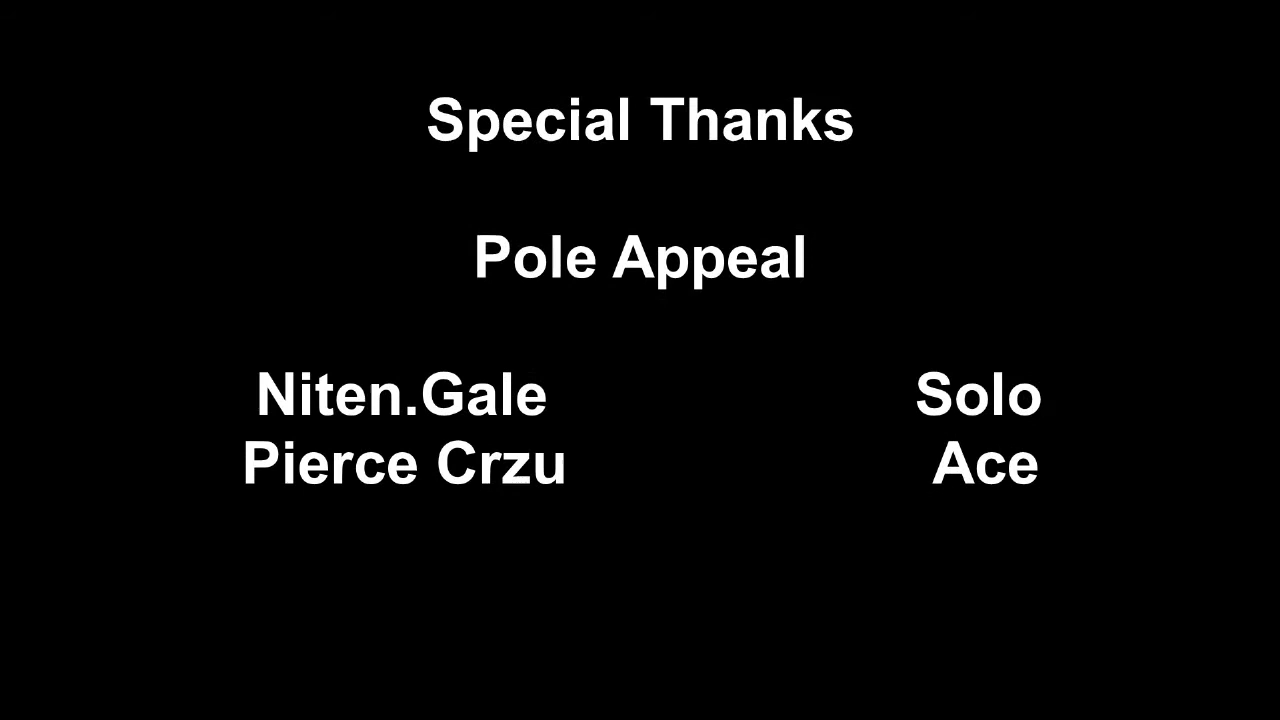 Special Thanks
Pole Appeal
Niten.Gale Solo
Pierce Crzu Ace